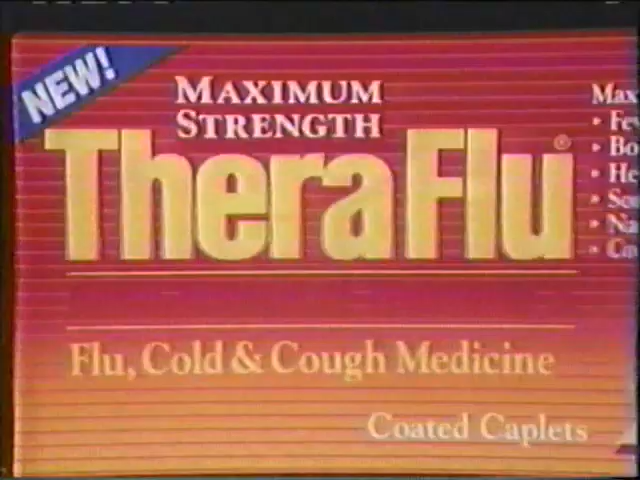 NEW!
MAXIMUM
STRENGTH
TheraFlu®
Flu, Cold & Cough Medicine
Coated Caplets